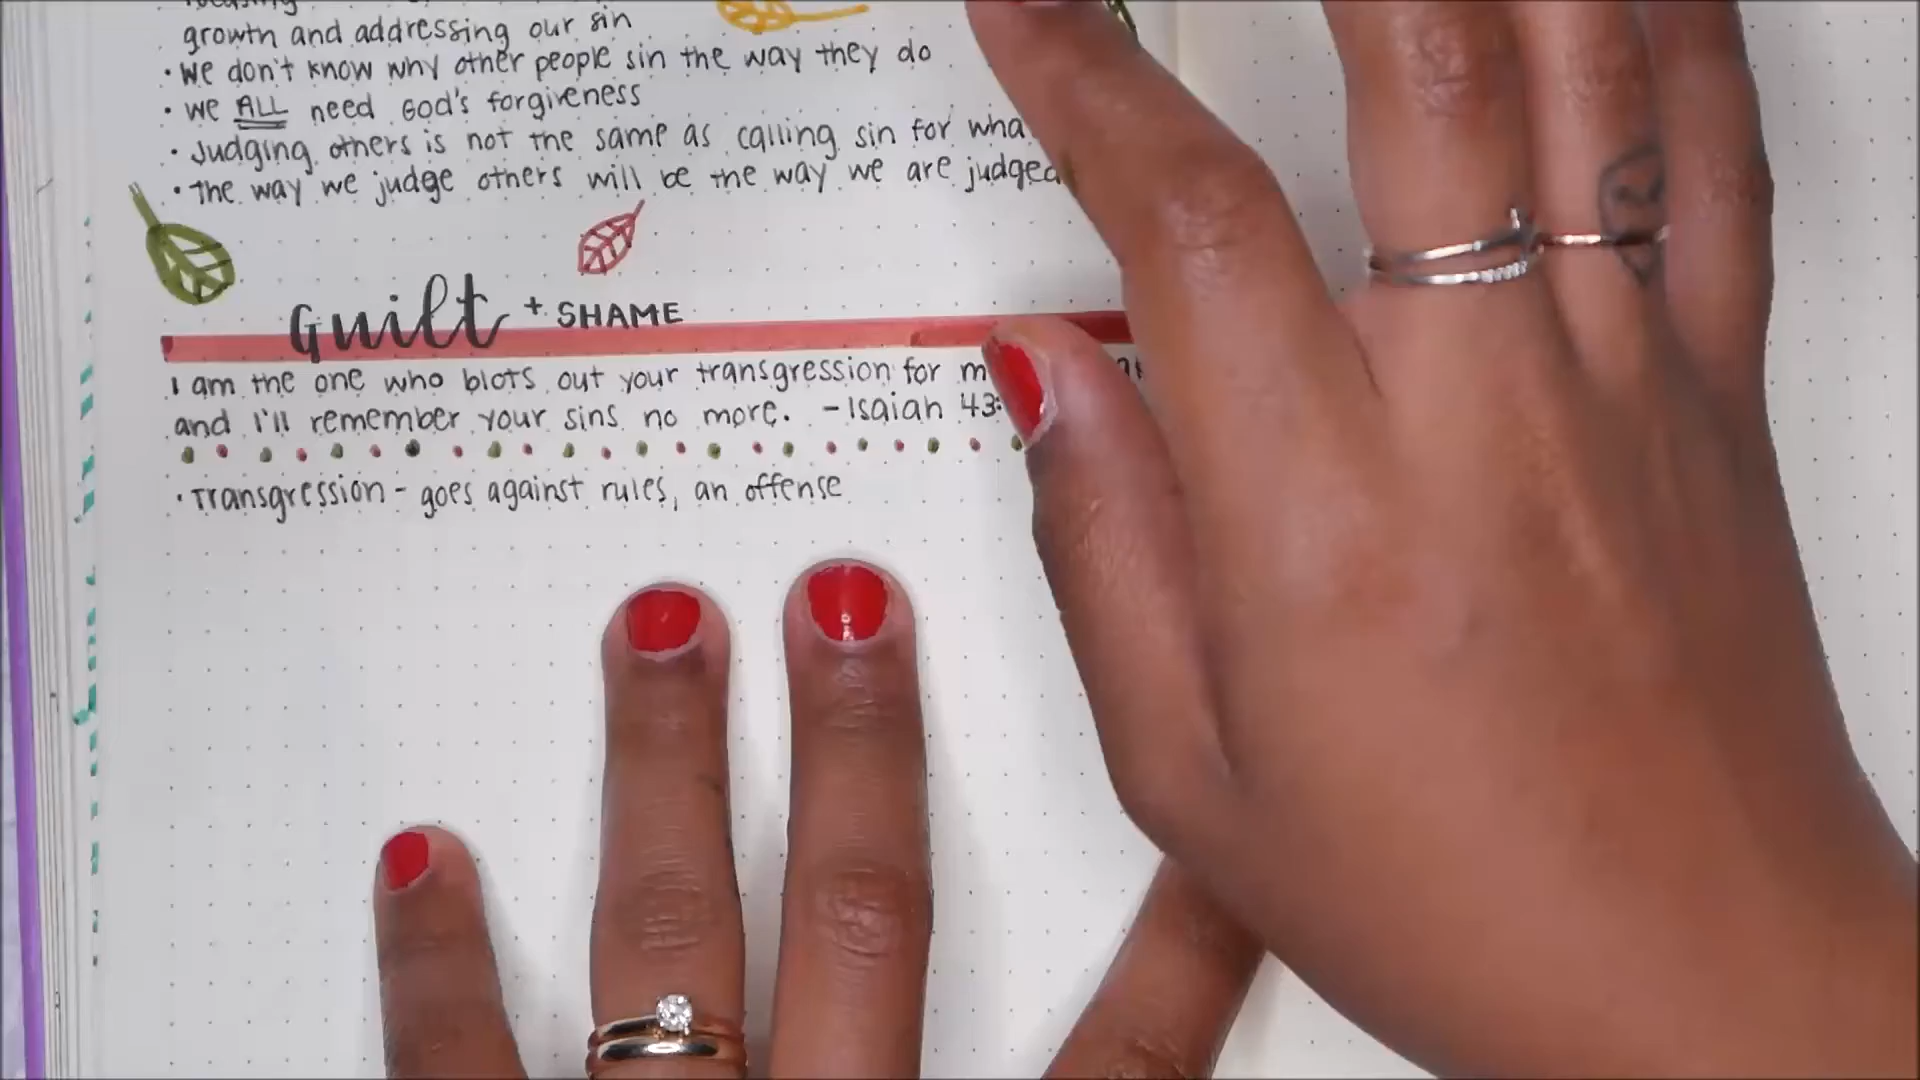 growth and addressing our sin
• we don't know why other people sin the way they do
• we ALL need God's forgiveness
• Judging others is not the same as calling sin for
• The way we judge others will be the way we are judged
Guilt + SHAME
I am the one who blots out your transgression for
and I'll remember your sins no more. - Isaiah 43:
• Transgression - goes against rules, an offense